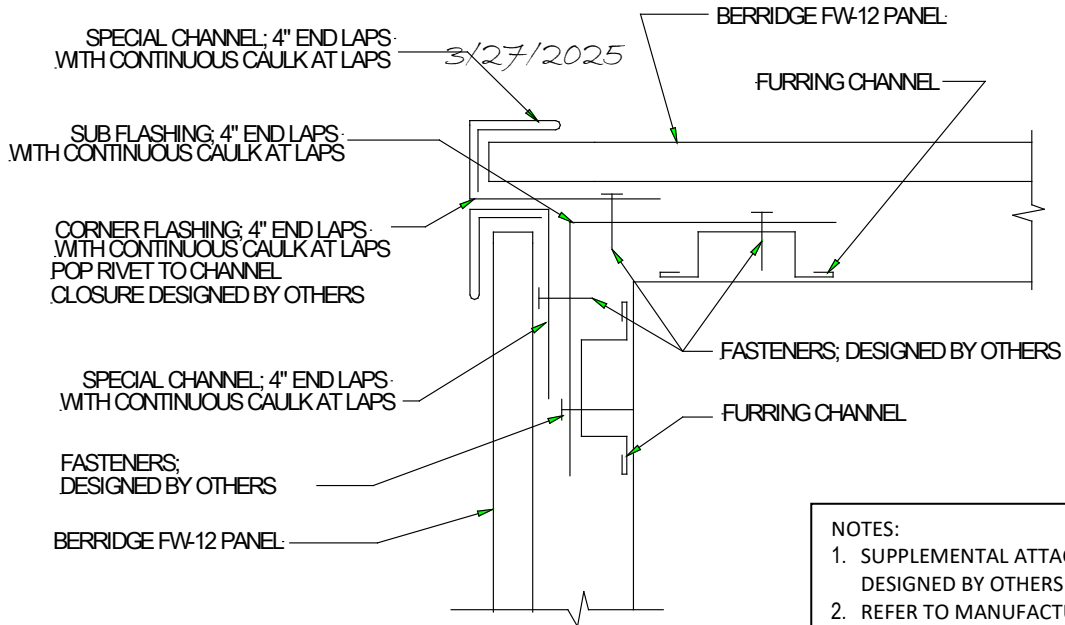 BERRIDGE FW-12 PANEL
SPECIAL CHANNEL; 4" END LAPS
WITH CONTINUOUS CAULK AT LAPS
3/27/2025
FURRING CHANNEL
SUB FLASHING; 4" END LAPS
WITH CONTINUOUS CAULK AT LAPS
CORNER FLASHING; 4" END LAPS
WITH CONTINUOUS CAULK AT LAPS
POP RIVET TO CHANNEL
CLOSURE DESIGNED BY OTHERS
FASTENERS; DESIGNED BY OTHERS
SPECIAL CHANNEL; 4" END LAPS
WITH CONTINUOUS CAULK AT LAPS
FURRING CHANNEL
FASTENERS;
DESIGNED BY OTHERS
BERRIDGE FW-12 PANEL
NOTES:
1. SUPPLEMENTAL ATTAC
DESIGNED BY OTHERS
2. REFER TO MANUFACTU